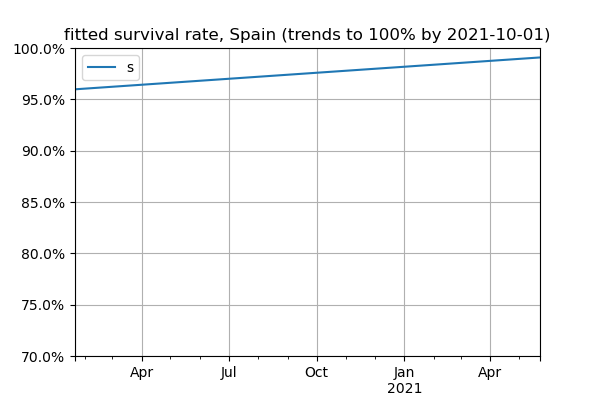 fitted survival rate, Spain (trends to 100% by 2021-10-01)
100.0%
s
95.0%
90.0%
85.0%
80.0%
75.0%
70.0%
Apr Jul Oct Jan Apr
2021